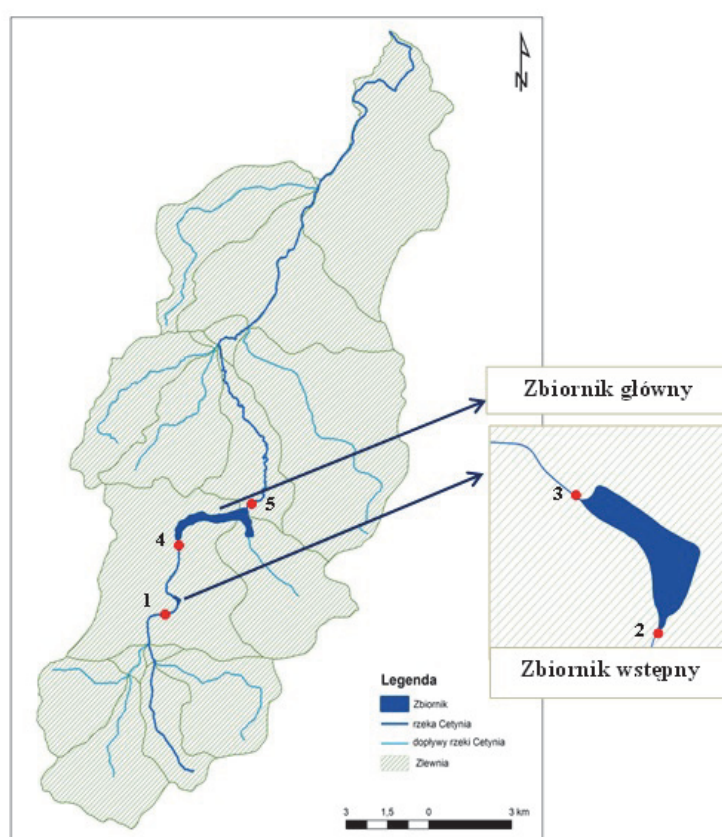 N
Zbiornik główny
5
3
4
1
2
Zbiornik wstępny
Legenda
Zbiornik
rzeka Cetynia
dopływy rzeki Cetynia
Zlewnia
3 1,5 0 3 km